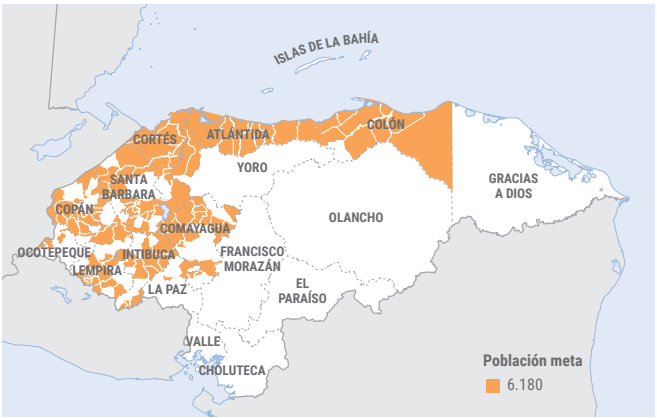 ISLAS DE LA BAHÍA
CORTÉS
ATLÁNTIDA
COLÓN
YORO
SANTA
BARBARA
GRACIAS
A DIOS
COPÁN
OLANCHO
COMAYAGUA
OCOTEPEQUE
INTIBUCA
FRANCISCO
MORAZÁN
LEMPIRA
LA PAZ
EL
PARAÍSO
VALLE
CHOLUTECA
Población meta
6.180